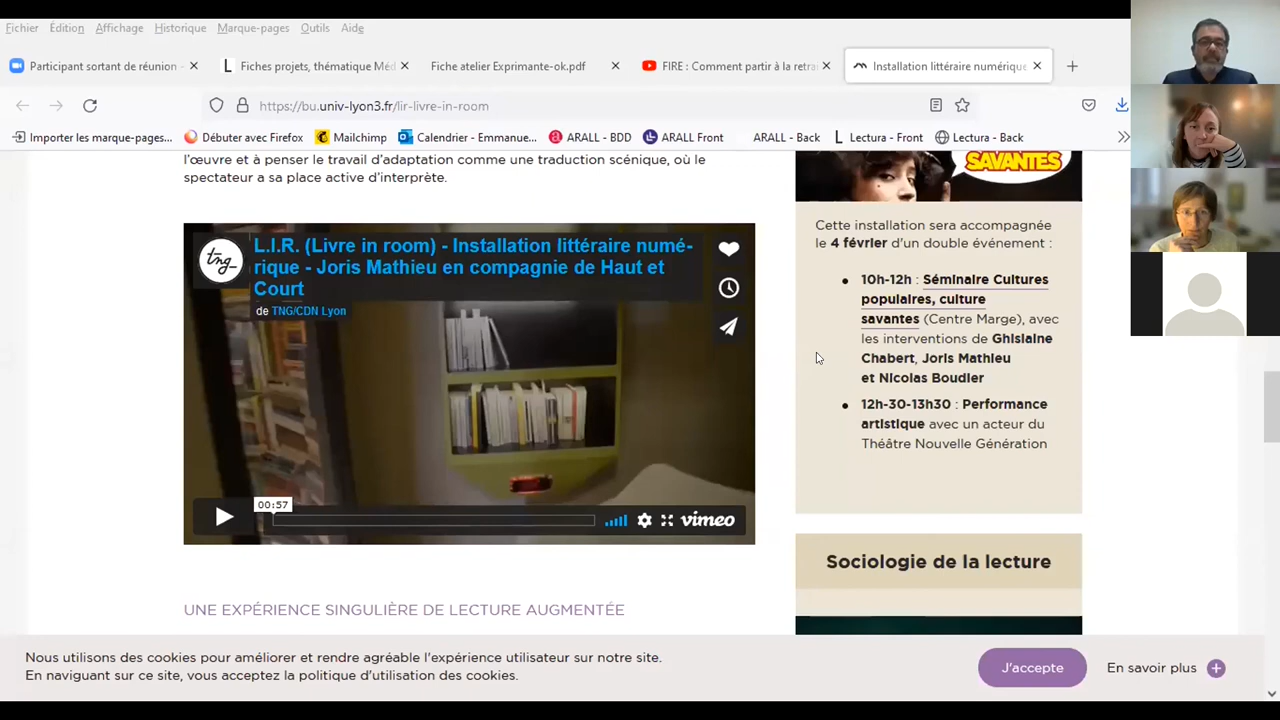 Fichier Édition Affichage Historique Marque-pages Outils Aide
Participant sortant de réunion -
Fiches projets, thématique Méd
Fiche atelier Exprimante-ok.pdf
FIRE : Comment partir à la retra
Installation littéraire numérique
https://bu.univ-lyon3.fr/lir-livre-in-room
Importer les marque-pages... Débuter avec Firefox Mailchimp Calendrier - Emmanue... ARALL - BDD ARALL Front ARALL - Back Lectura - Front Lectura - Back
l'œuvre et à penser le travail d'adaptation comme une traduction scénique, où le
spectateur a sa place active d'interprète.
tng_
L.I.R. (Livre in room) - Installation littéraire numé-
rique - Joris Mathieu en compagnie de Haut et
Court
de TNG/CDN Lyon
00:57
vimeo
UNE EXPÉRIENCE SINGULIÈRE DE LECTURE AUGMENTÉE
SAVANTES
Cette installation sera accompagnée
le 4 février d'un double événement :
10h-12h : Séminaire Cultures
populaires, culture
savantes (Centre Marge), avec
les interventions de Ghislaine
Chabert, Joris Mathieu
et Nicolas Boudier
12h-30-13h30 : Performance
artistique avec un acteur du
Théâtre Nouvelle Génération
Sociologie de la lecture
Nous utilisons des cookies pour améliorer et rendre agréable l'expérience utilisateur sur notre site.
En naviguant sur ce site, vous acceptez la politique d'utilisation des cookies.
J'accepte
En savoir plus